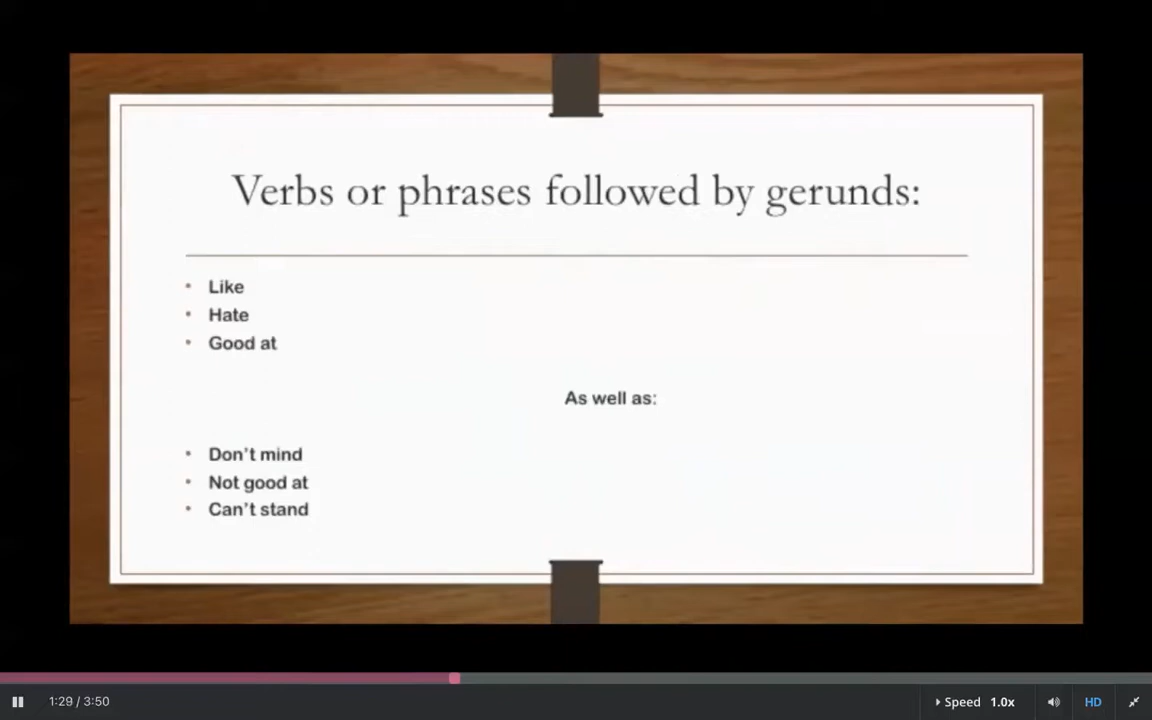 Verbs or phrases followed by gerunds:
• Like
• Hate
• Good at
As well as:
• Don't mind
• Not good at
• Can't stand
1:29 / 3:50
Speed 1.0x
HD